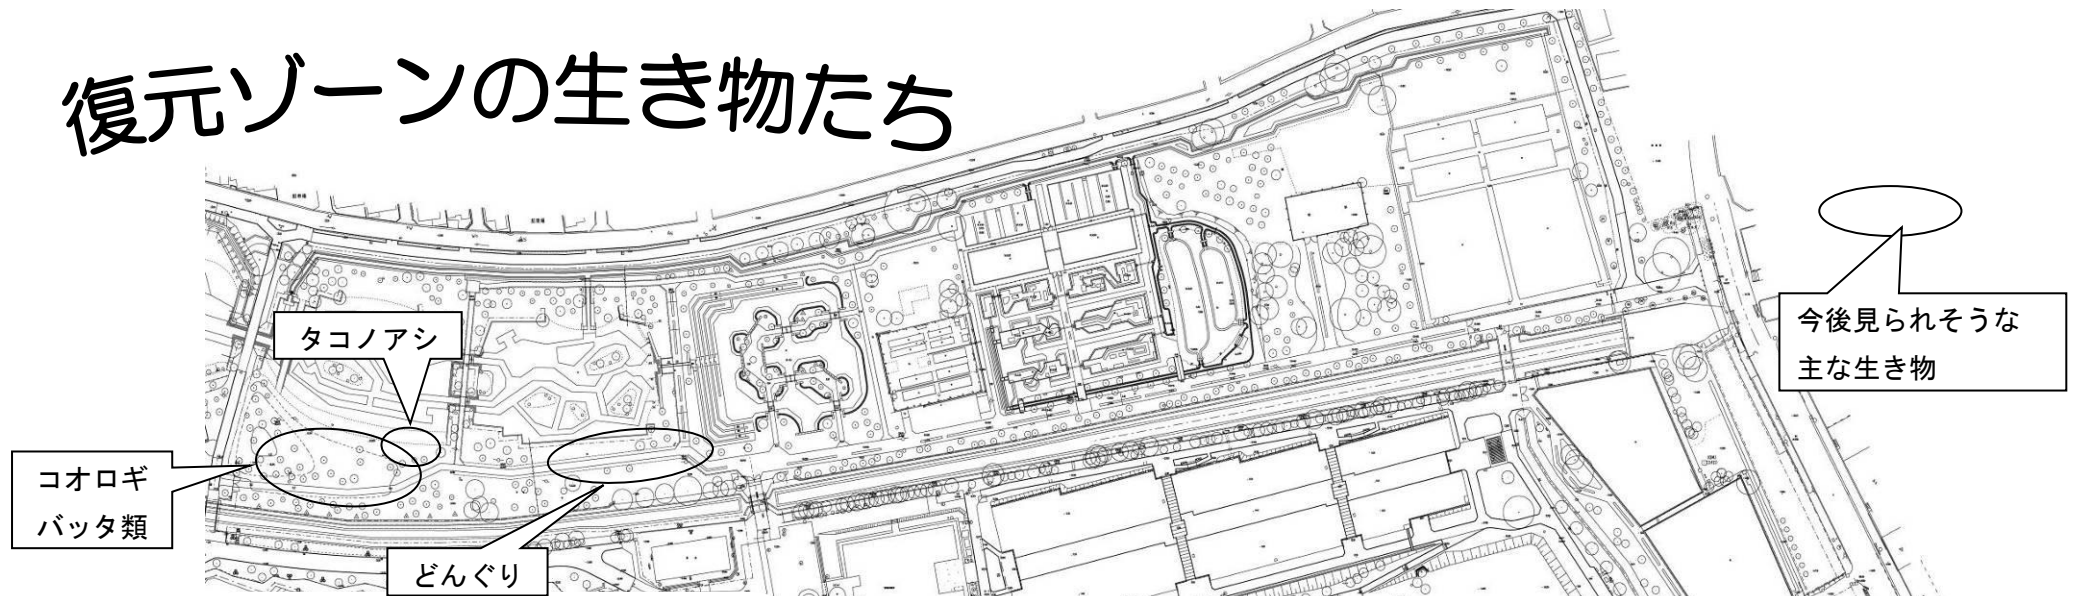 復元ゾーンの生き物たち
タコノアシ
今後見られそうな
主な生き物
コオロギ
バッタ類
どんぐり